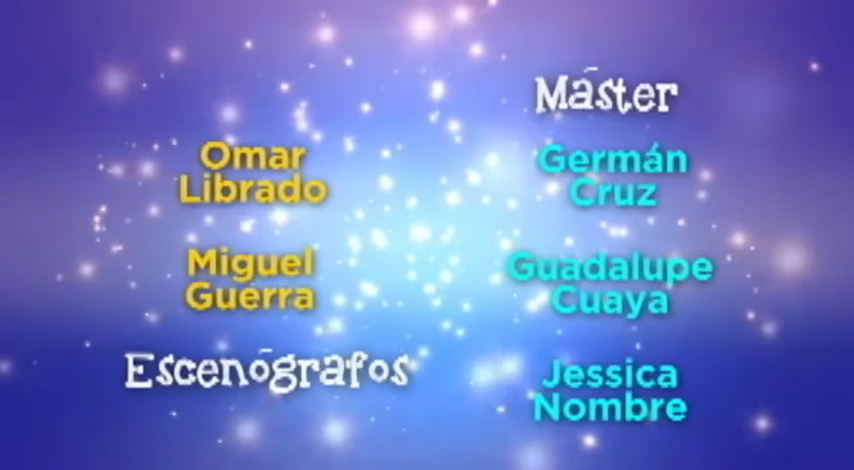 Omar
Librado
Miguel
Guerra
Escenógrafos
Máster
Germán
Cruz
Guadalupe
Cuaya
Jessica
Nombre